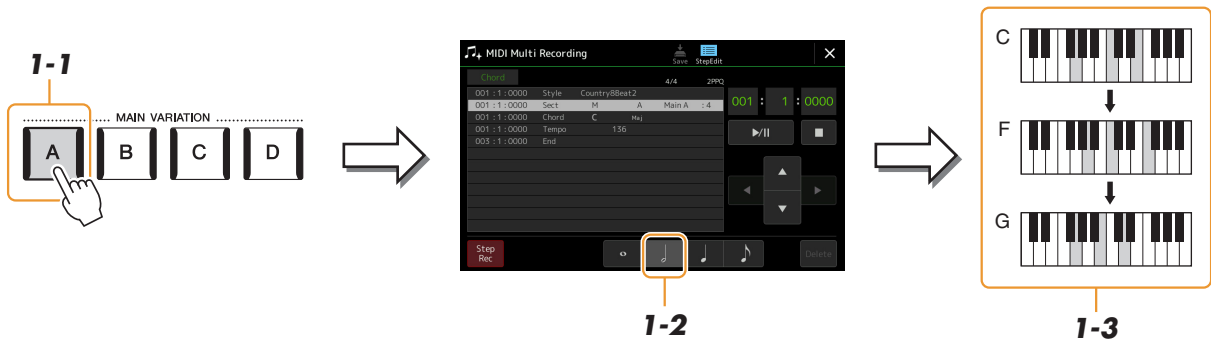 1-1
MAIN VARIATION
A B C D
MIDI Multi Recording
Save StepEdit
Chord 4/4 2PPQ
001 : 1 : 0000 Style Country8Beat2
001 : 1 : 0000 Sect M A Main A : 4
001 : 1 : 0000 Chord C Maj
001 : 1 : 0000 Tempo 136
003 : 1 : 0000 End
001 : 1 : 0000
Step
Rec
Delete
1-2
C
F
G
1-3